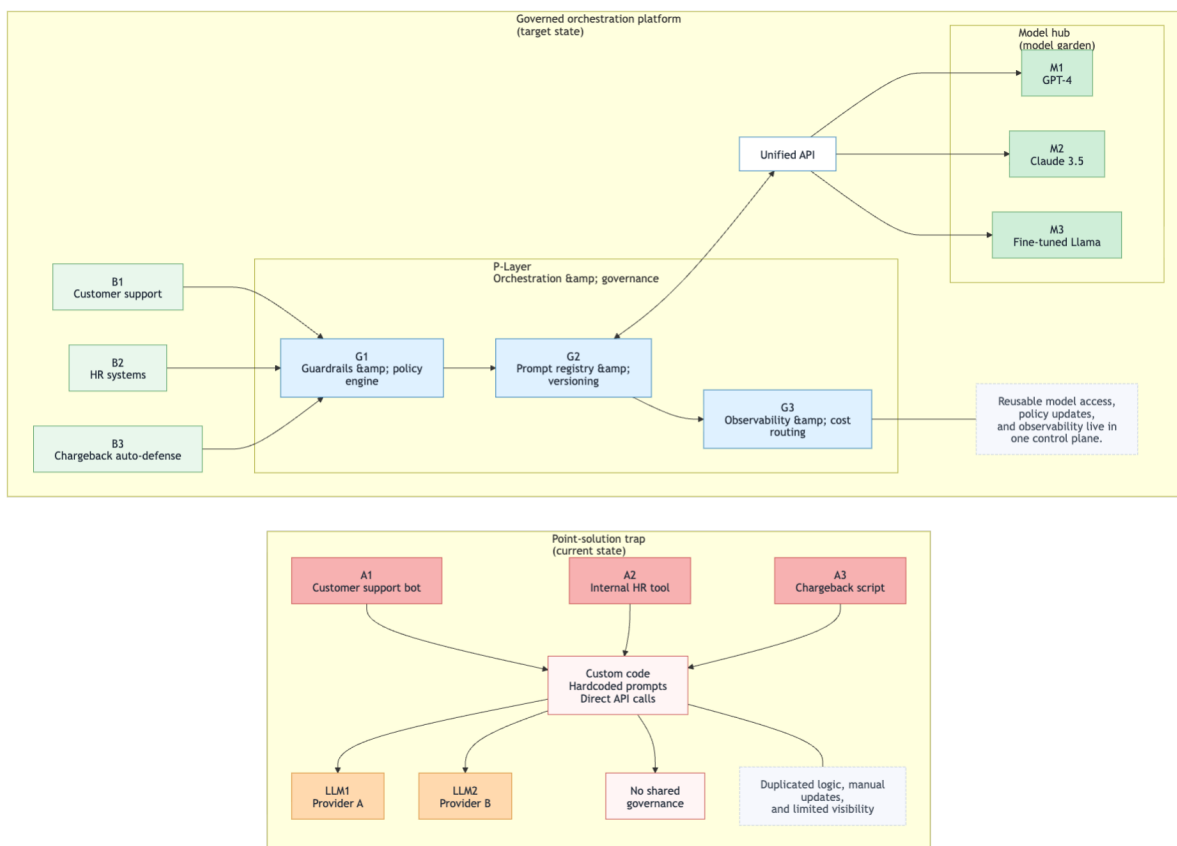 Governed orchestration platform
(target state)
Model hub
(model garden)
M1
GPT-4
Unified API
M2
Claude 3.5
M3
Fine-tuned Llama
P-Layer
Orchestration &amp; governance
B1
Customer support
B2
HR systems
B3
Chargeback auto-defense
G1
Guardrails &amp; policy
engine
G2
Prompt registry &amp;
versioning
G3
Observability &amp; cost
routing
Reusable model access,
policy updates,
and observability live in
one control plane.
Point-solution trap
(current state)
A1
Customer support bot
A2
Internal HR tool
A3
Chargeback script
Custom code
Hardcoded prompts
Direct API calls
LLM1
Provider A
LLM2
Provider B
No shared
governance
Duplicated logic, manual
updates,
and limited visibility